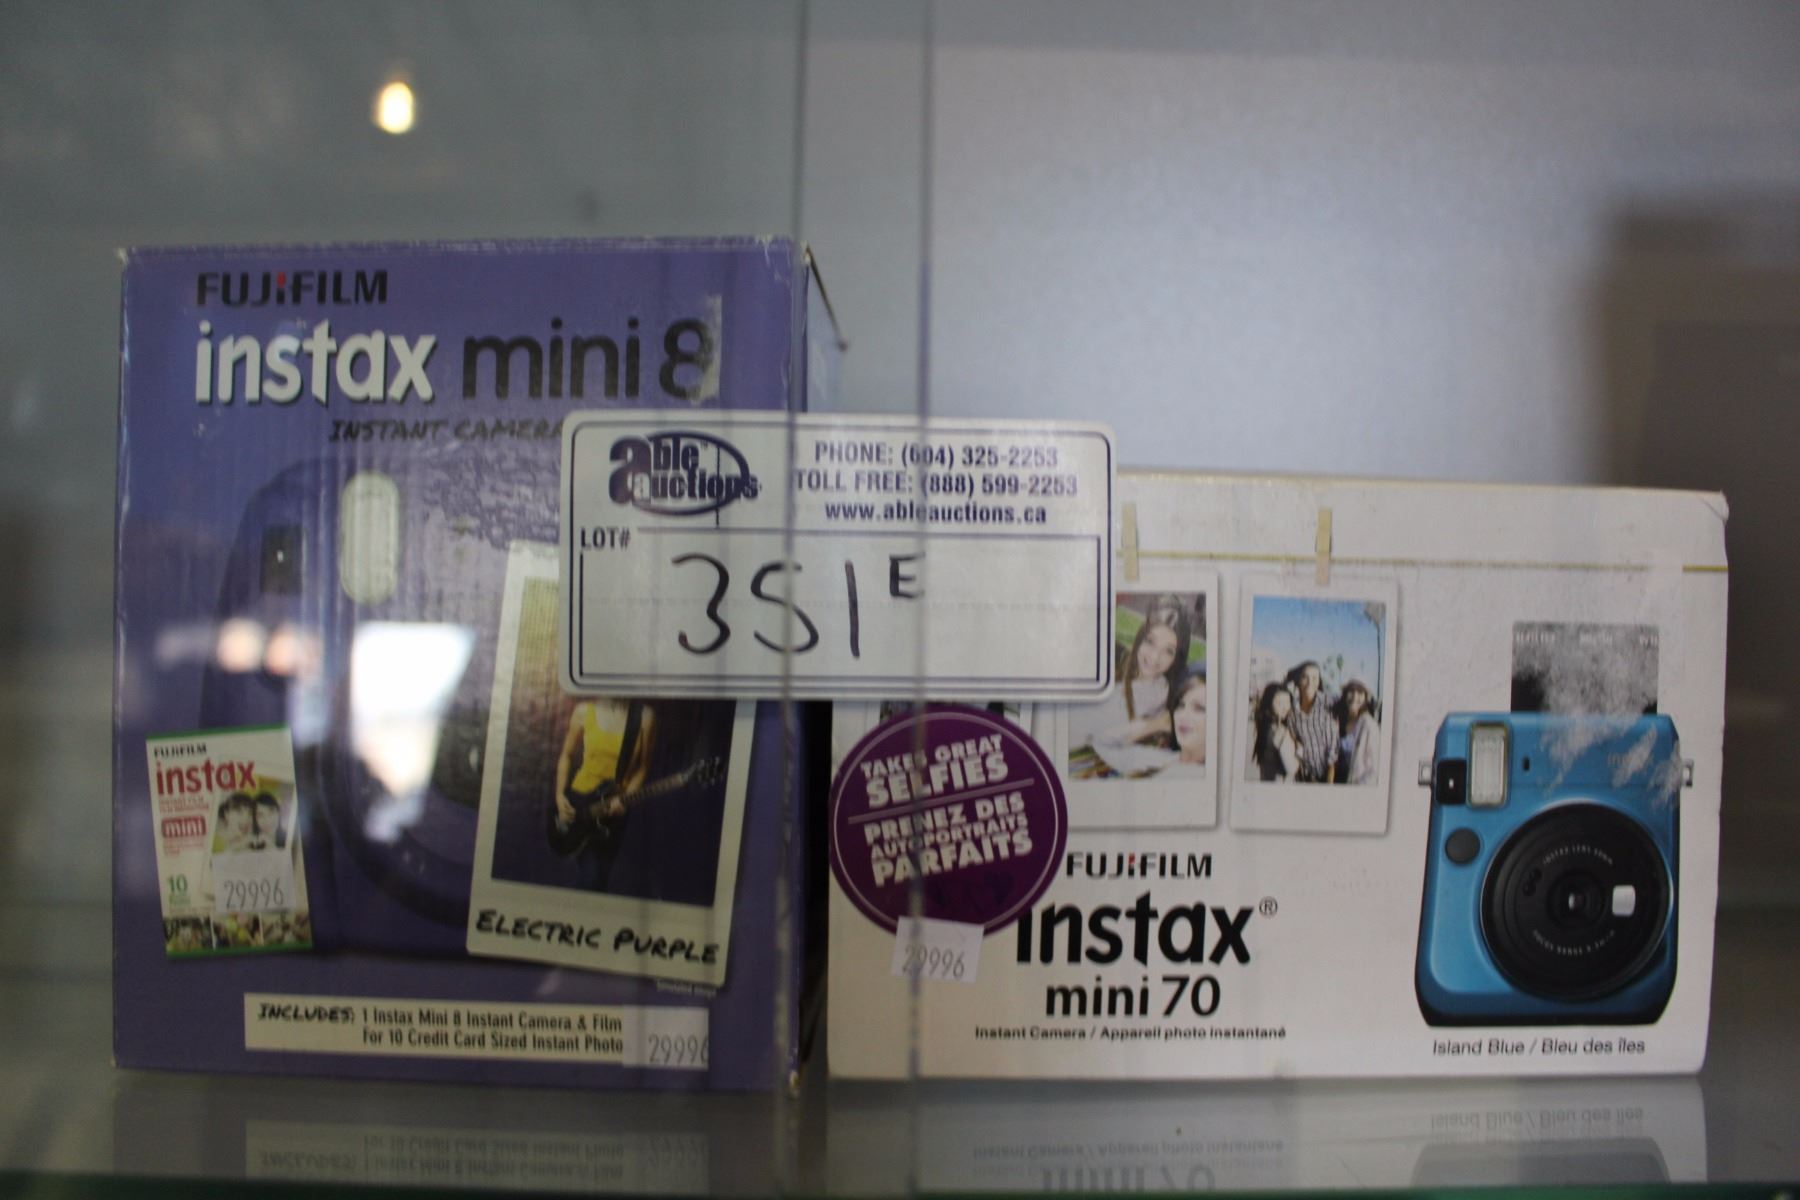 FUJIFILM
instax mini 8
INSTANT CAMERA
FUJIFILM
instax
mini
10
29996
ELECTRIC PURPLE
INCLUDES: 1 Instax Mini 8 Instant Camera & Film
For 10 Credit Card Sized Instant Photo
29996
able auctions
PHONE: (604) 325-2253
TOLL FREE: (888) 599-2253
www.ableauctions.ca
LOT#
351 E
TAKES GREAT
SELFIES
PRENEZ DES
AUTOPORTRAITS
PARFAITS
29996
FUJIFILM
instax®
mini 70
Instant Camera / Appareil photo instantané
Island Blue / Bleu des îles